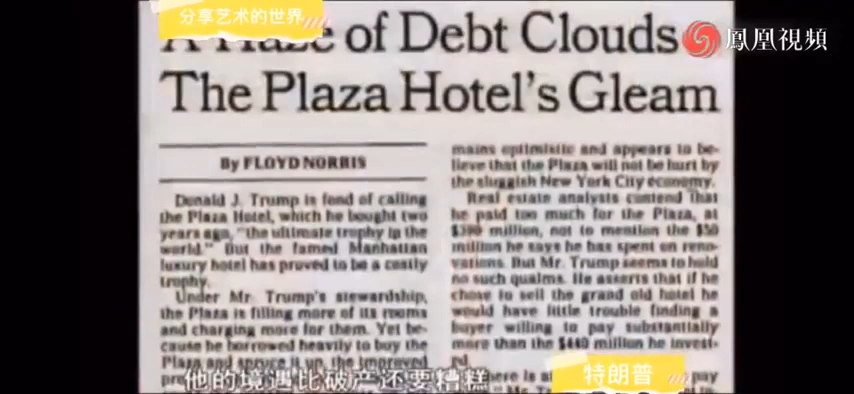 分享艺术的世界
鳳凰視頻
A Haze of Debt Clouds
The Plaza Hotel's Gleam
By FLOYD NORRIS
Donald J. Trump is fond of calling
the Plaza Hotel, which he bought two
years ago, "the ultimate trophy in the
world." But the famed Manhattan
luxury hotel has proved to be a costly
trophy.
Under Mr. Trump's stewardship,
the Plaza is filling more of its rooms
and charging more for them. Yet be-
cause he borrowed heavily to buy the
Plaza and spruce it up, the improved
mains optimistic and appears to be-
lieve that the Plaza will not be hurt by
the sluggish New York City economy.
Real estate analysts contend that
he paid too much for the Plaza, at
million, not to mention the $50
million he says he has spent on reno-
vations. But Mr. Trump seems to hold
no such qualms. He asserts that if he
chose to sell the grand old hotel he
would have little trouble finding a
buyer willing to pay substantially
more than the $440 million he invest-
ed.
here is a
pay
他的境遇比破产还要糟糕
特朗普